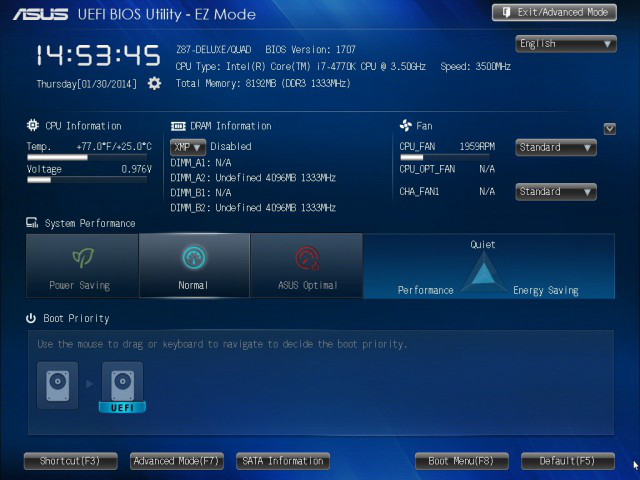 ASUS UEFI BIOS Utility - EZ Mode
Exit/Advanced Mode
English
14:53:45
Thursday[01/30/2014]
Z87-DELUXE/QUAD BIOS Version: 1707
CPU Type: Intel(R) Core(TM) i7-4770K CPU @ 3.50GHz Speed: 3500MHz
Total Memory: 8192MB (DDR3 1333MHz)
CPU Information
Temp. +77.0°F/+25.0°C
Voltage 0.976V
DRAM Information
XMP Disabled
DIMM_A1: N/A
DIMM_A2: Undefined 4096MB 1333MHz
DIMM_B1: N/A
DIMM_B2: Undefined 4096MB 1333MHz
Fan
CPU_FAN 1959RPM Standard
CPU_OPT_FAN N/A
CHA_FAN1 N/A Standard
System Performance
Power Saving
Normal
ASUS Optimal
Quiet
Performance Energy Saving
Boot Priority
Use the mouse to drag or keyboard to navigate to decide the boot priority.
UEFI
Shortcut(F3) Advanced Mode(F7) SATA Information Boot Menu(F8) Default(F5)